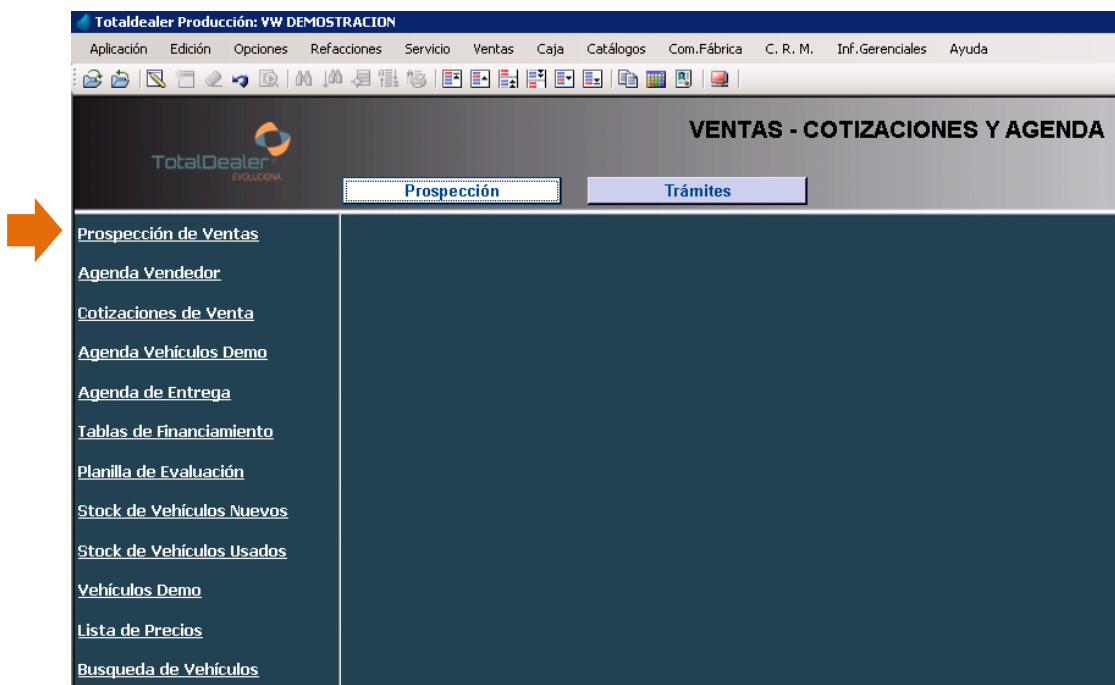 Totaldealer Producción: VW DEMOSTRACION
Aplicación Edición Opciones Refacciones Servicio Ventas Caja Catálogos Com.Fábrica C. R. M. Inf.Gerenciales Ayuda
VENTAS - COTIZACIONES Y AGENDA
TotalDealer
EVOLUCIONA
Prospección Trámites
Prospección de Ventas
Agenda Vendedor
Cotizaciones de Venta
Agenda Vehículos Demo
Agenda de Entrega
Tablas de Financiamiento
Planilla de Evaluación
Stock de Vehículos Nuevos
Stock de Vehículos Usados
Vehículos Demo
Lista de Precios
Busqueda de Vehículos